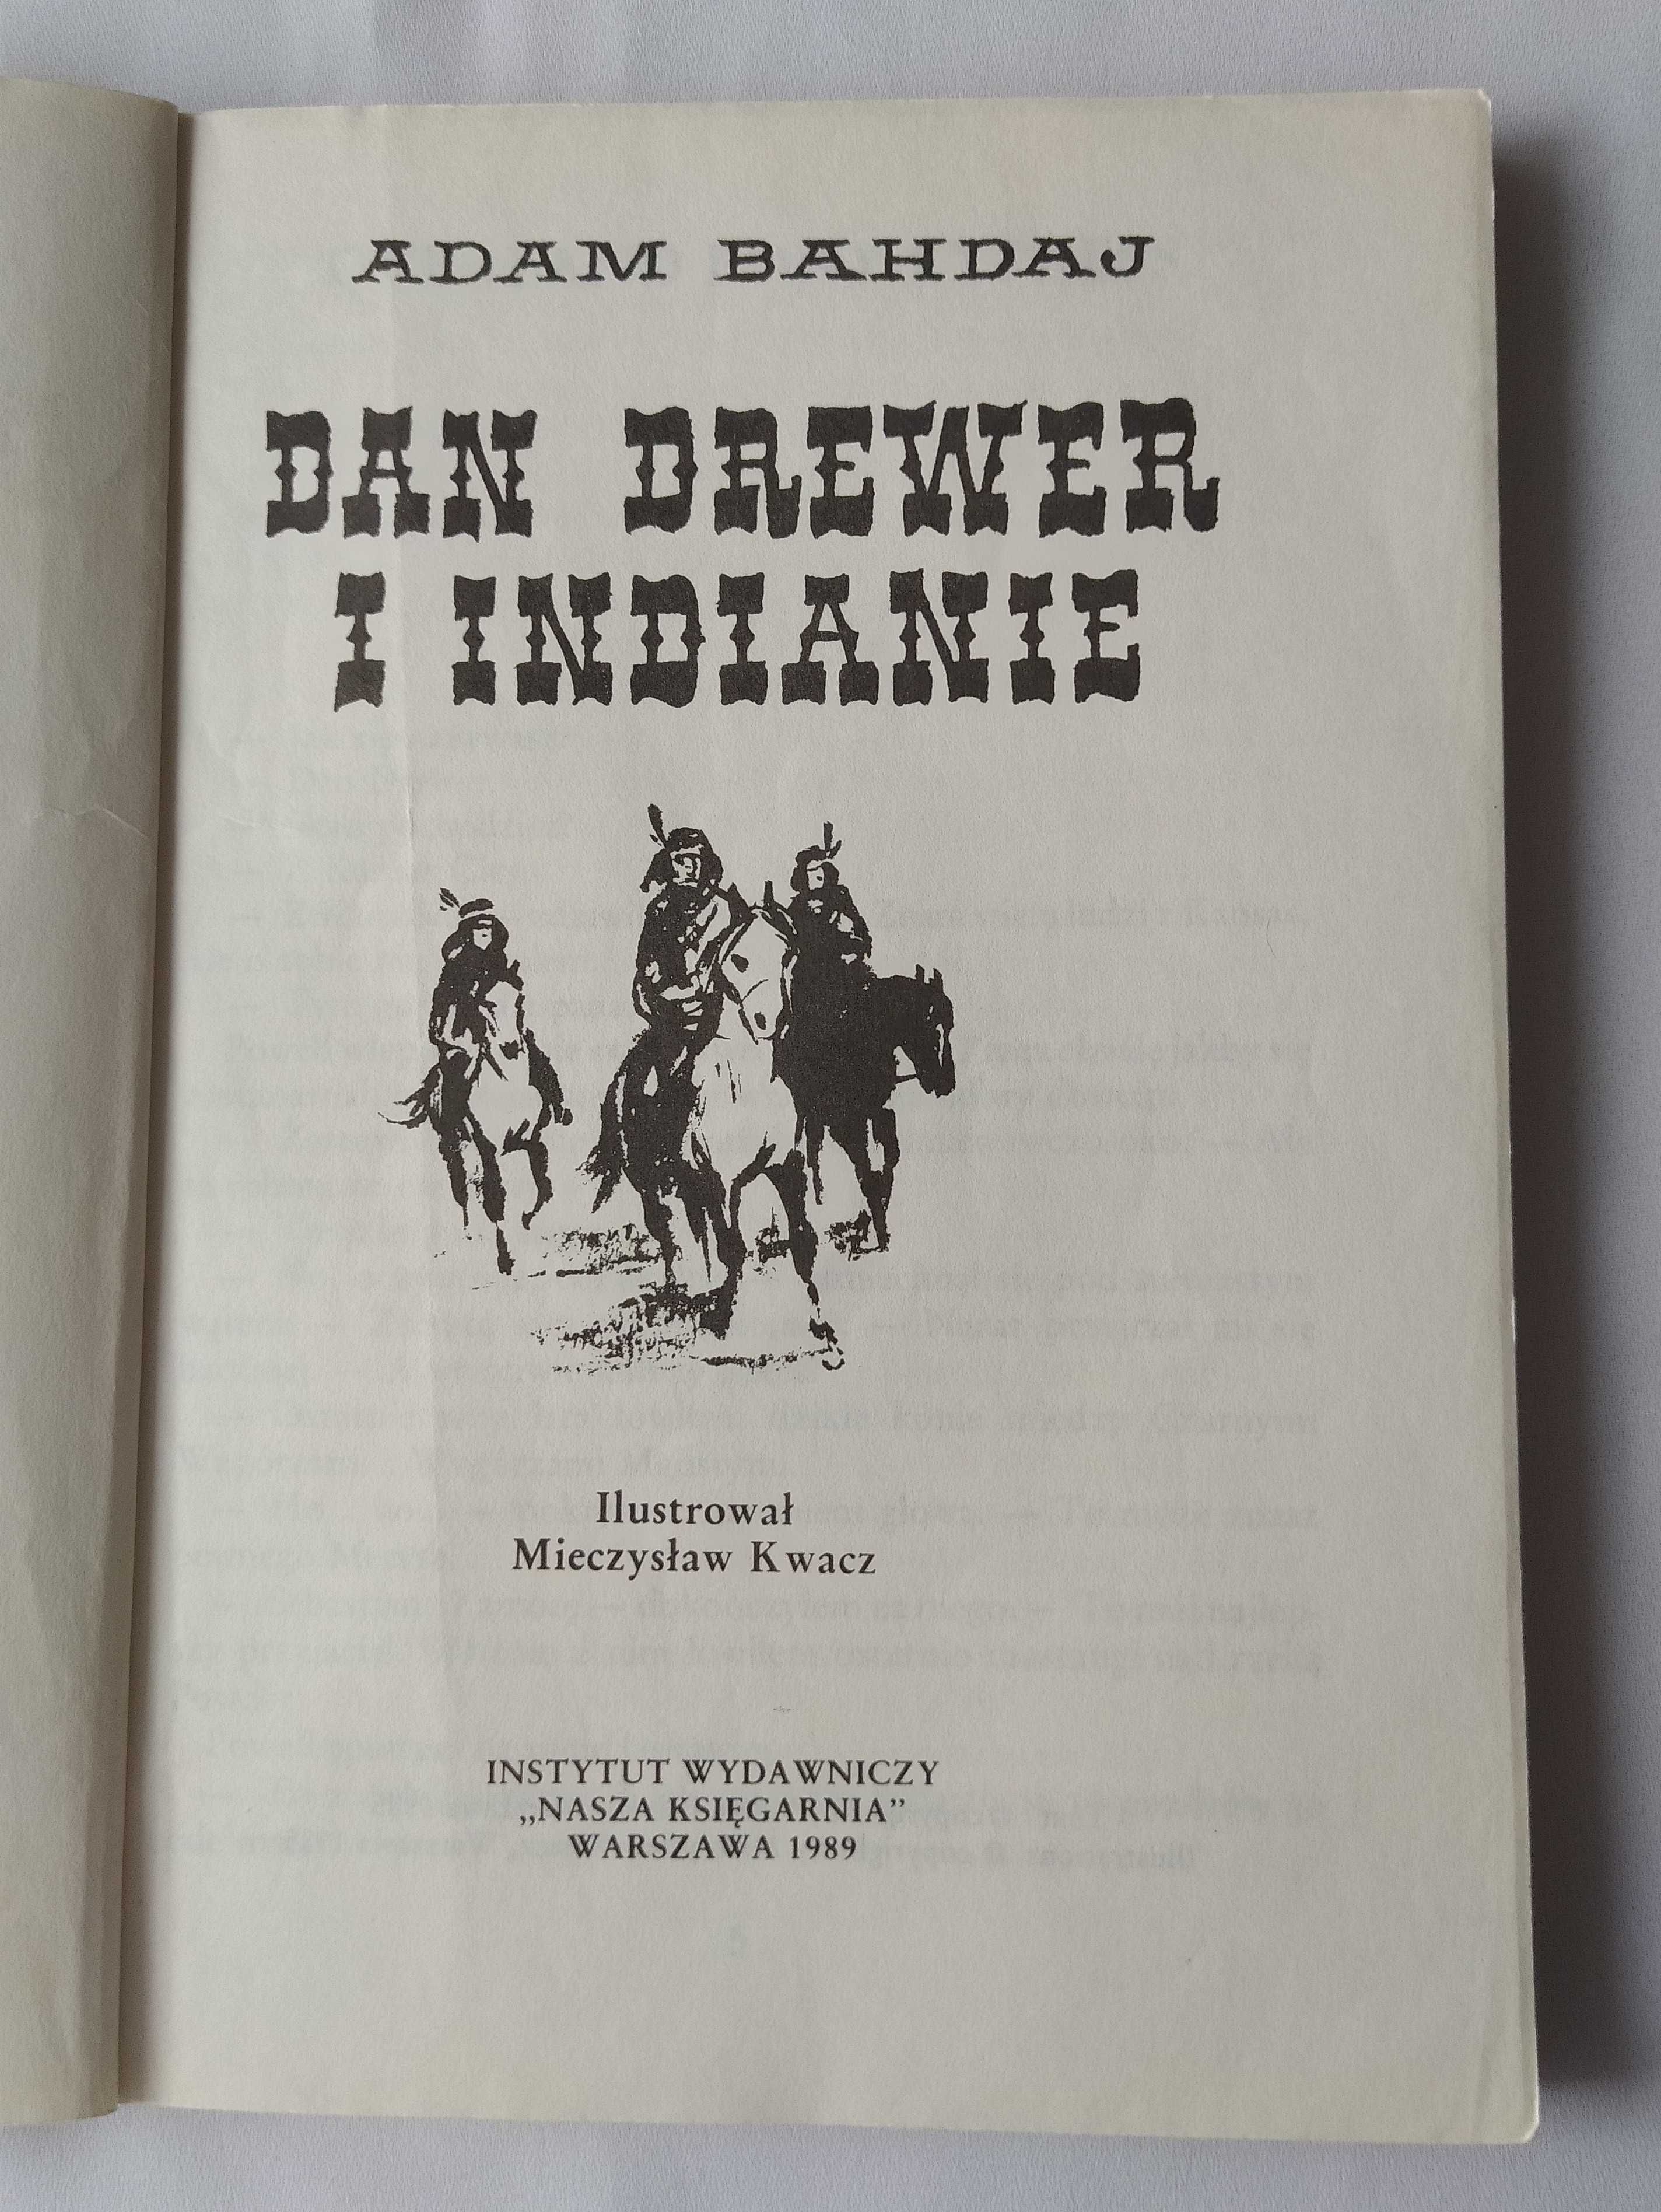 ADAM BAHDAJ
DAN DREWER
I INDIANIE
Ilustrował
Mieczysław Kwacz
INSTYTUT WYDAWNICZY
„NASZA KSIĘGARNIA”
WARSZAWA 1989